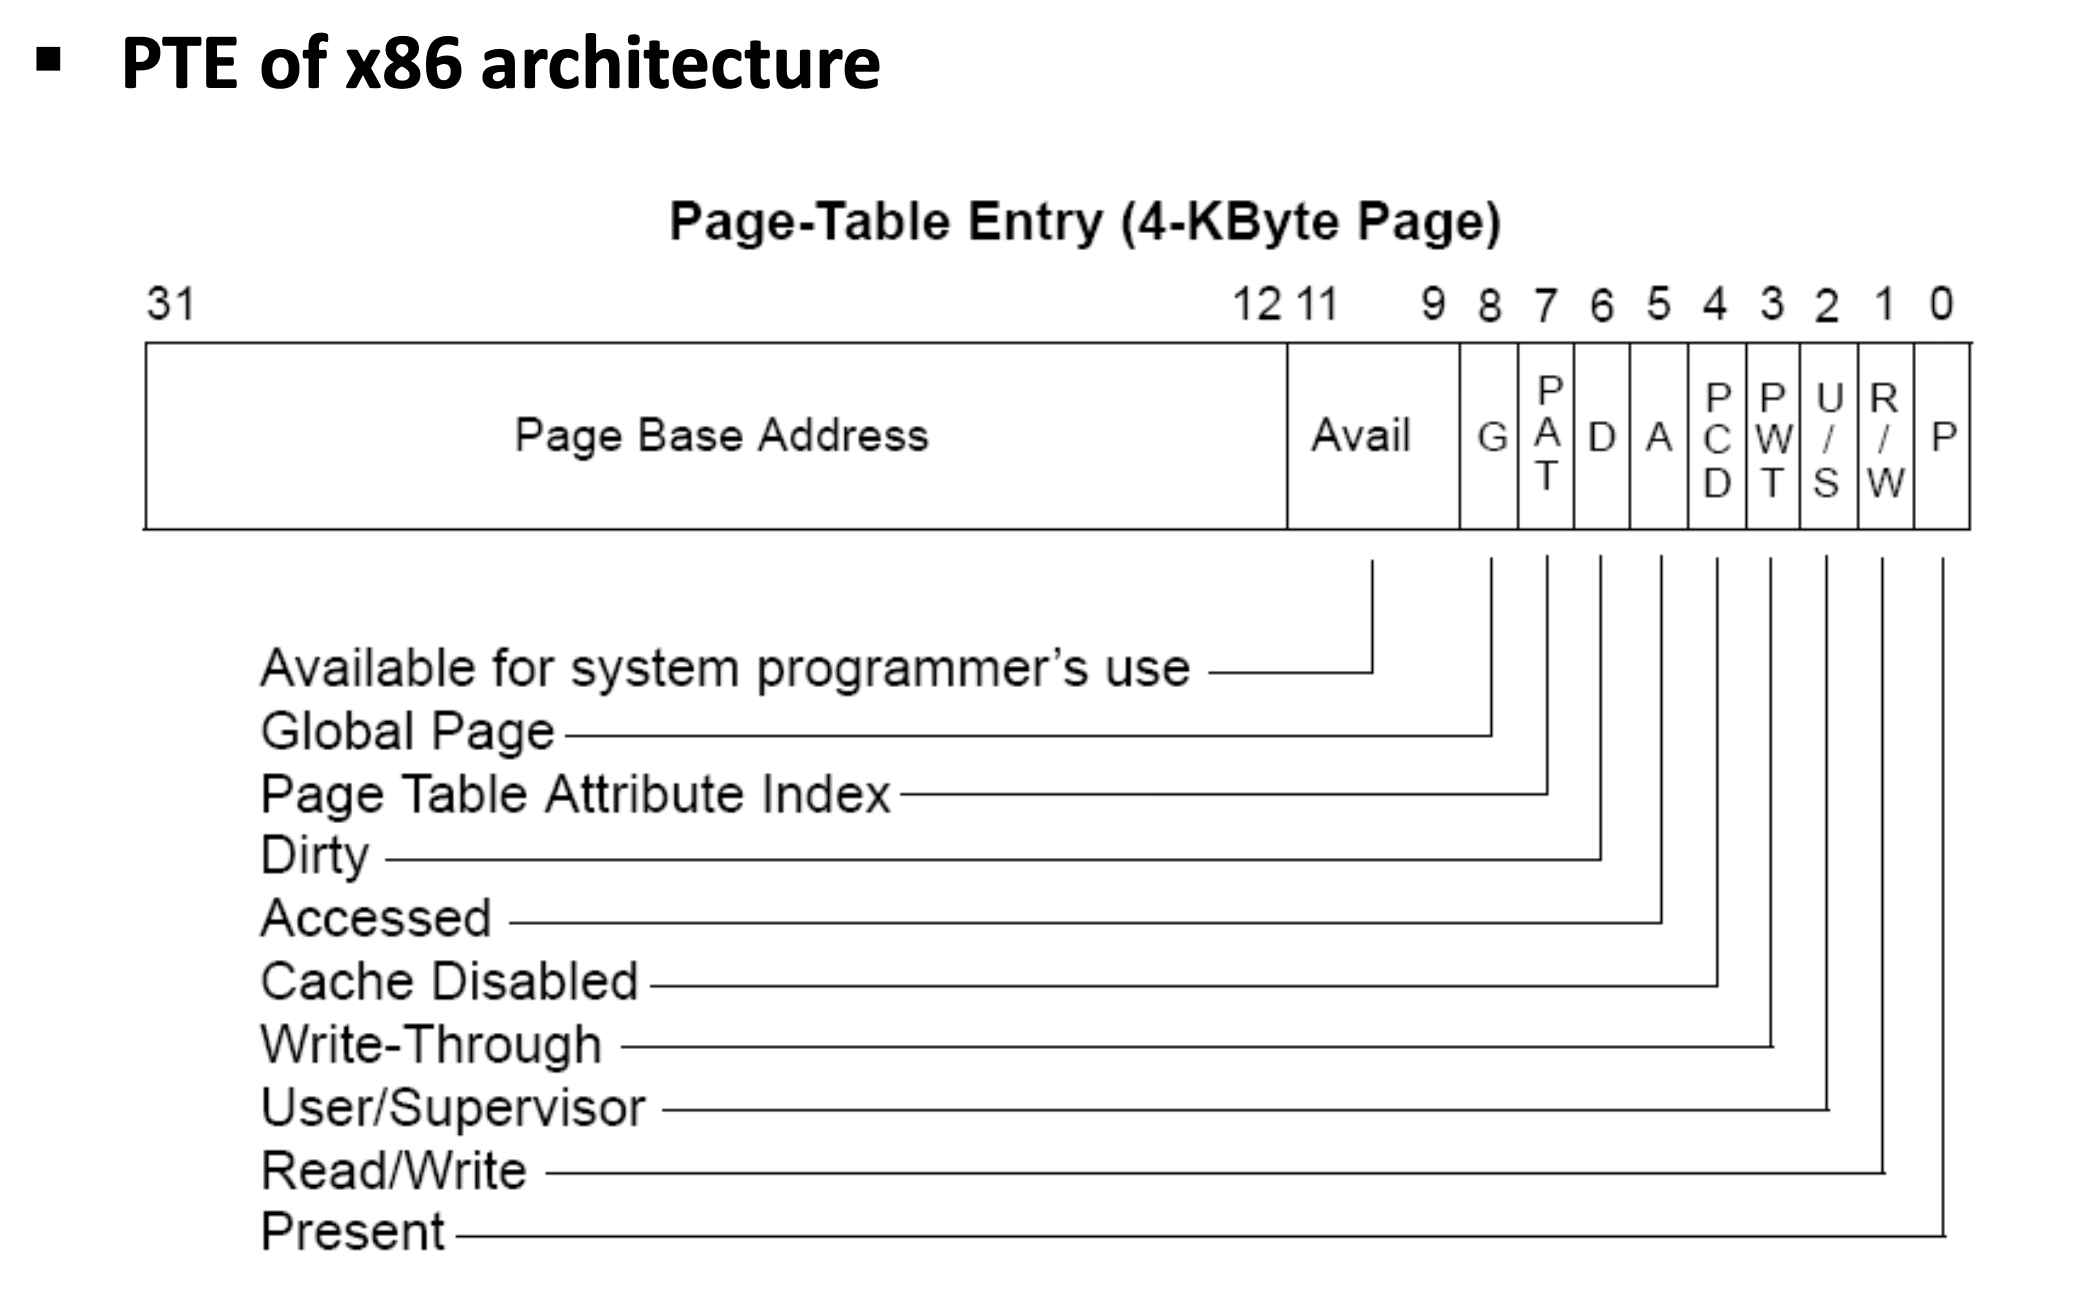 ▪ PTE of x86 architecture
Page-Table Entry (4-KByte Page)
31 12 11 9 8 7 6 5 4 3 2 1 0
Page Base Address Avail G PAT D A PCD PWT U/S R/W P
Available for system programmer’s use
Global Page
Page Table Attribute Index
Dirty
Accessed
Cache Disabled
Write-Through
User/Supervisor
Read/Write
Present